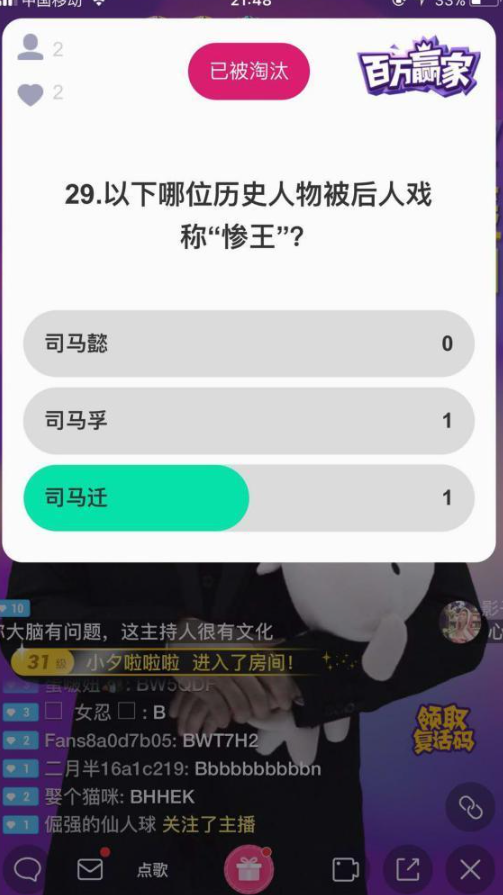 中国移动
21:48
33%
2
已被淘汰
百万赢家
2
29.以下哪位历史人物被后人戏
称“惨王”?
司马懿 0
司马孚 1
司马迁 1
10
你大脑有问题，这主持人很有文化
31级 小夕啦啦啦 进入了房间!
BW5QDF
3 女忍 : B
领取
复活码
2 Fans8a0d7b05: BWT7H2
1 二月半16a1c219: Bbbbbbbbbbn
2 娶个猫咪: BHHEK
1 倔强的仙人球 关注了主播
点歌